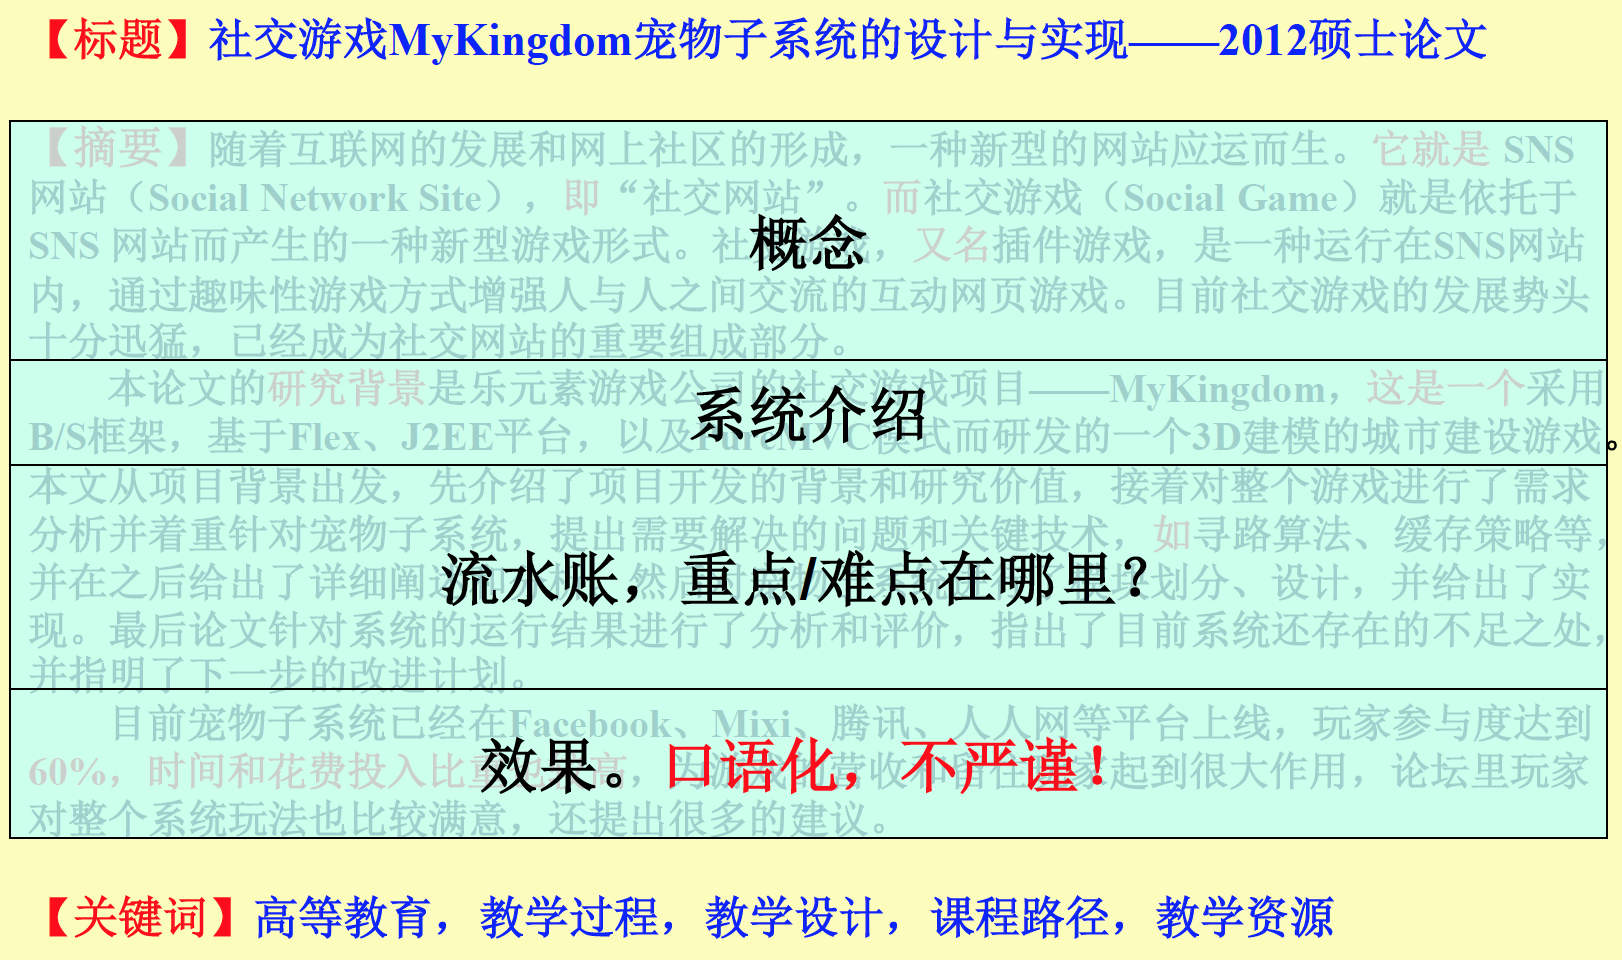 【标题】社交游戏MyKingdom宠物子系统的设计与实现——2012硕士论文
【摘要】随着互联网的发展和网上社区的形成，一种新型的网站应运而生。它就是 SNS
网站（Social Network Site），即“社交网站”。而社交游戏（Social Game）就是依托于
概念
SNS 网站而产生的一种新型游戏形式。社，又名插件游戏，是一种运行在SNS网站
内，通过趣味性游戏方式增强人与人之间交流的互动网页游戏。目前社交游戏的发展势头
十分迅猛，已经成为社交网站的重要组成部分。
本论文的研究背景是乐元素游戏公司的社交游戏项目——MyKingdom，这是一个采用
系统介绍
B/S框架，基于Flex、J2EE平台，以及模式而研发的一个3D建模的城市建设游戏。
本文从项目背景出发，先介绍了项目开发的背景和研究价值，接着对整个游戏进行了需求
分析并着重针对宠物子系统，提出需要解决的问题和关键技术，如寻路算法、缓存策略等，
流水账，重点/难点在哪里？
并在之后给出了详细阐划分、设计，并给出了实
现。最后论文针对系统的运行结果进行了分析和评价，指出了目前系统还存在的不足之处，
并指明了下一步的改进计划。
目前宠物子系统已经在Facebook、Mixi、腾讯、人人网等平台上线，玩家参与度达到
效果。口语化，不严谨！
60%，时间和花费投入比，起到很大作用，论坛里玩家
对整个系统玩法也比较满意，还提出很多的建议。
【关键词】高等教育，教学过程，教学设计，课程路径，教学资源